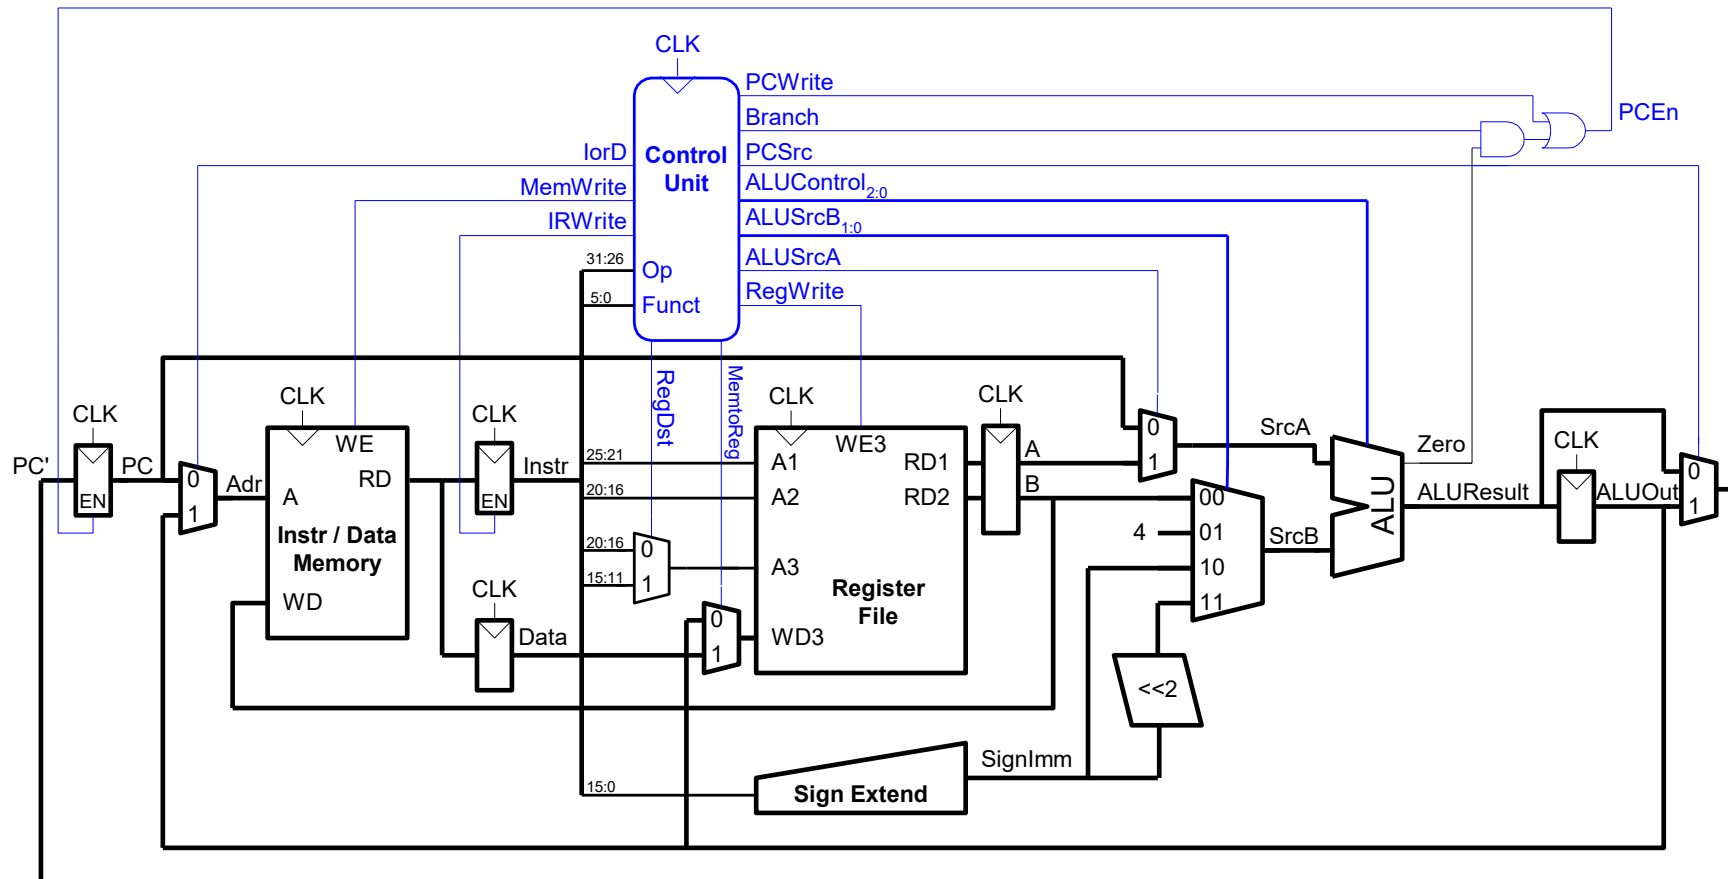 CLK
PCWrite
Branch
PCEn
IorD
Control
Unit
PCSrc
MemWrite
ALUControl2:0
IRWrite
ALUSrcB1:0
31:26
Op
ALUSrcA
5:0
Funct
RegWrite
RegDst
MemtoReg
CLK
CLK
CLK
CLK
CLK
CLK
PC'
EN
PC
0
1
Adr
WE
A
RD
Instr / Data
Memory
WD
EN
Instr
25:21
20:16
20:16
15:11
0
1
CLK
Data
0
1
WE3
A1
A2
A3
WD3
RD1
RD2
Register
File
A
B
0
1
SrcA
00
01
10
11
4
SrcB
<<2
ALU
Zero
ALUResult
ALUOut
0
1
15:0
Sign Extend
SignImm